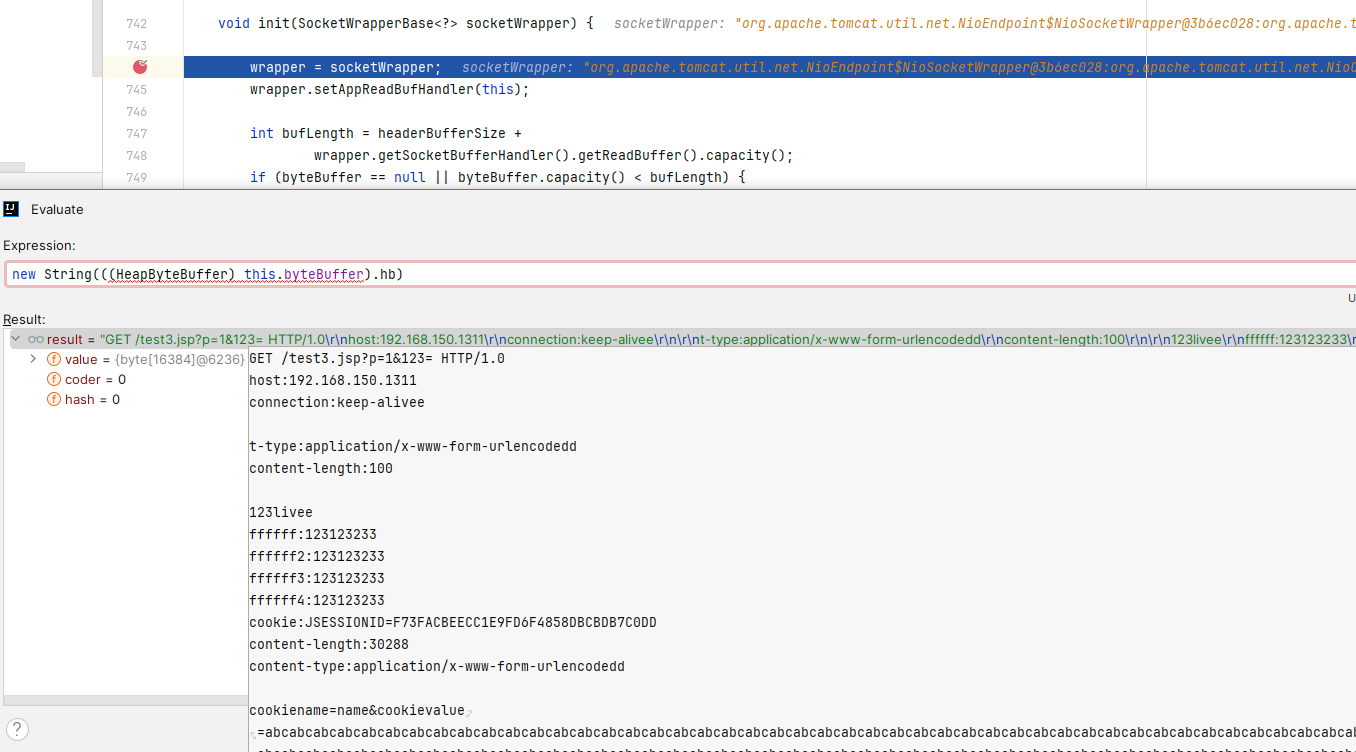 742 void init(SocketWrapperBase<?> socketWrapper) { socketWrapper: "org.apache.tomcat.util.net.NioEndpoint$NioSocketWrapper@3b6ec028:org.apache.t
743
wrapper = socketWrapper; socketWrapper: "org.apache.tomcat.util.net.NioEndpoint$NioSocketWrapper@3b6ec028:org.apache.tomcat.util.net.Nio
745 wrapper.setAppReadBufHandler(this);
746
747 int bufLength = headerBufferSize +
748 wrapper.getSocketBufferHandler().getReadBuffer().capacity();
749 if (byteBuffer == null || byteBuffer.capacity() < bufLength) {
IJ Evaluate
Expression:
new String(((HeapByteBuffer) this.byteBuffer).hb)
U
Result:
result = "GET /test3.jsp?p=1&123= HTTP/1.0\r\nhost:192.168.150.1311\r\nconnection:keep-alivee\r\n\r\nt-type:application/x-www-form-urlencodedd\r\ncontent-length:100\r\n\r\n123livee\r\nffffff:123123233\r
value = {byte[16384]@6236}
coder = 0
hash = 0
GET /test3.jsp?p=1&123= HTTP/1.0
host:192.168.150.1311
connection:keep-alivee
t-type:application/x-www-form-urlencodedd
content-length:100
123livee
ffffff:123123233
ffffff2:123123233
ffffff3:123123233
ffffff4:123123233
cookie:JSESSIONID=F73FACBEECC1E9FD6F4858DBCBDB7C0DD
content-length:30288
content-type:application/x-www-form-urlencodedd
cookiename=name&cookievalue
=abcabcabcabcabcabcabcabcabcabcabcabcabcabcabcabcabcabcabcabcabcabcabcabcabcabcabcabcabcabcabcabcabcabcabcabcabcabcabcabcabcabcabcabcabcab
?